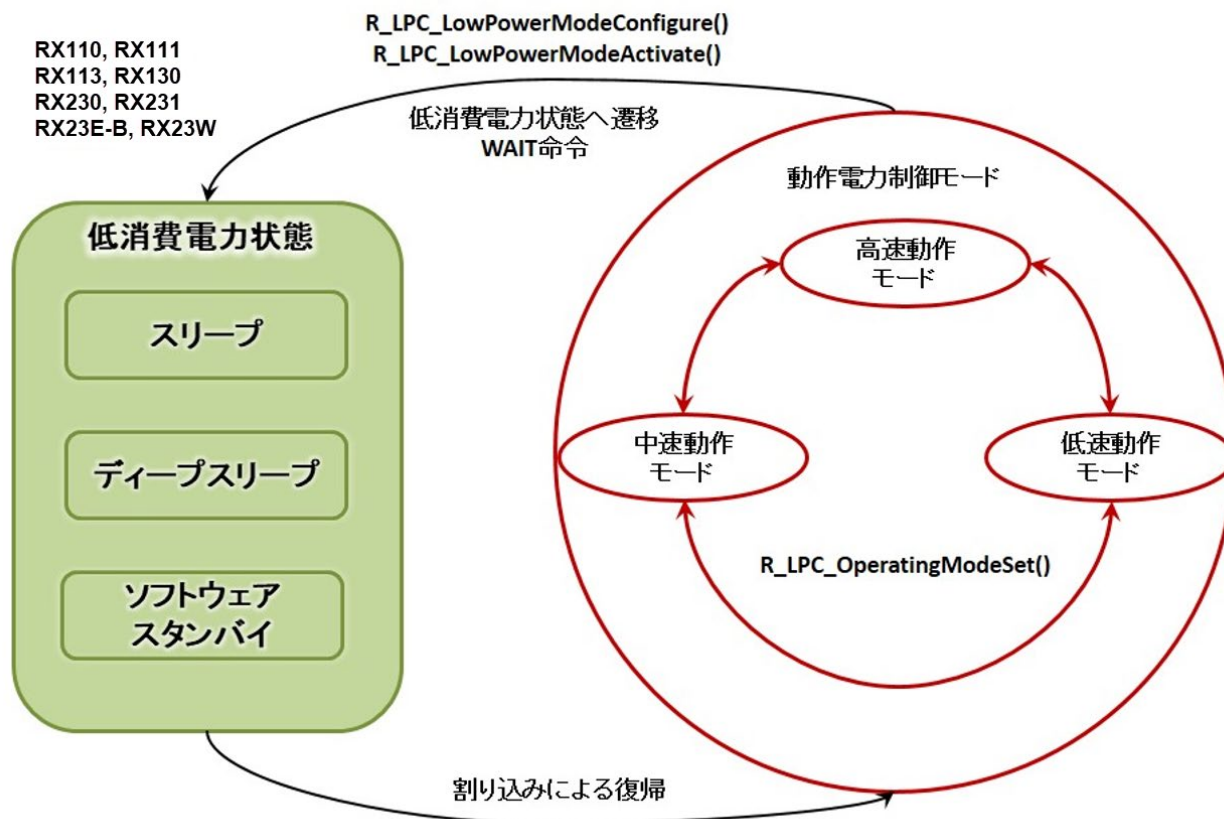 R_LPC_LowPowerModeConfigure()
R_LPC_LowPowerModeActivate()
RX110, RX111
RX113, RX130
RX230, RX231
RX23E-B, RX23W
低消費電力状態へ遷移
WAIT命令
動作電力制御モード
低消費電力状態
高速動作
モード
スリープ
中速動作
モード
低速動作
モード
ディープスリープ
R_LPC_OperatingModeSet()
ソフトウェア
スタンバイ
割り込みによる復帰